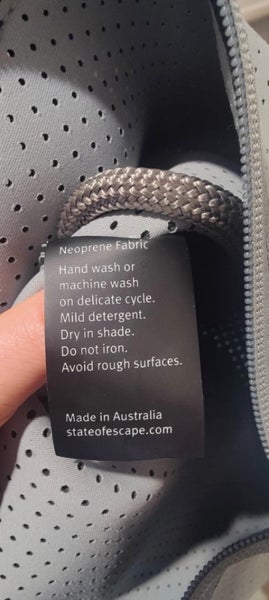 Neoprene Fabric
Hand wash or
machine wash
on delicate cycle.
Mild detergent.
Dry in shade.
Do not iron.
Avoid rough surfaces.
Made in Australia
stateofescape.com